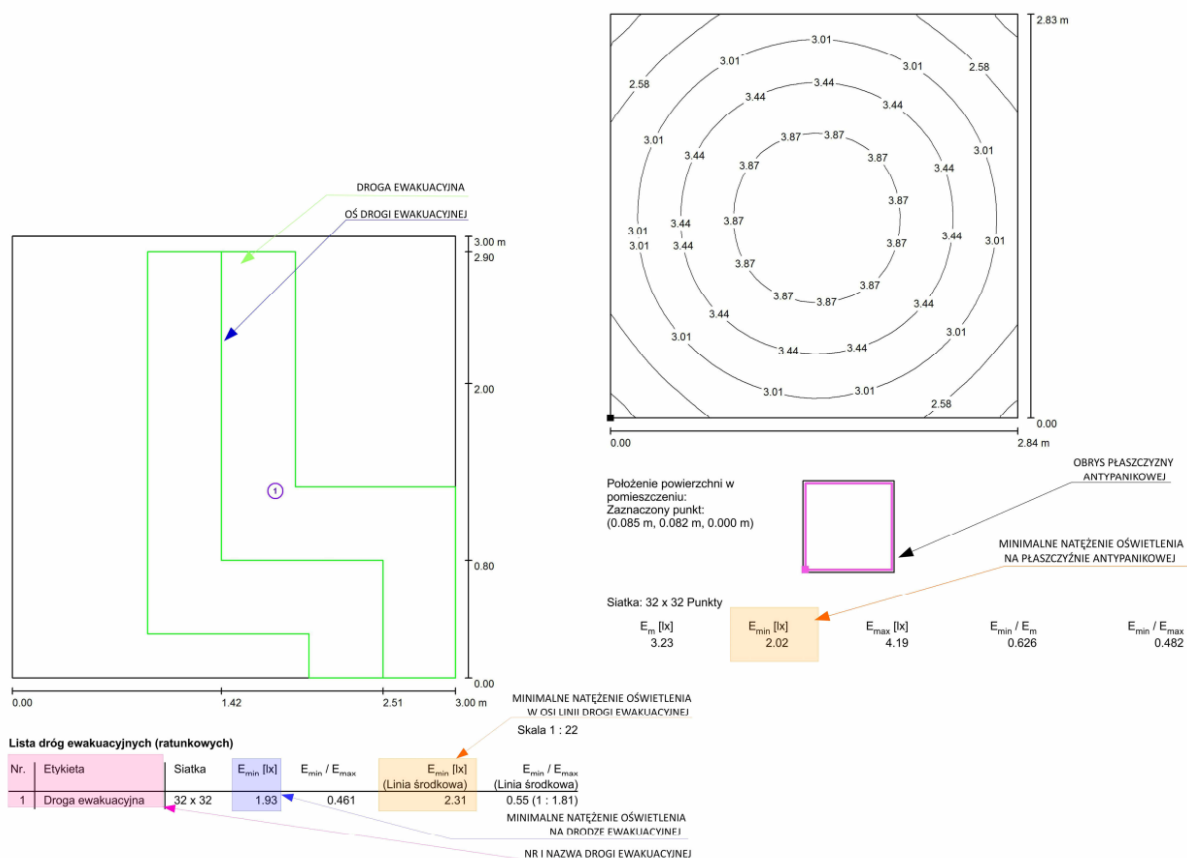 DROGA EWAKUACYJNA
OŚ DROGI EWAKUACYJNEJ
3.00 m
2.90
2.00
0.80
0.00
1
0.00 1.42 2.51 3.00 m
MINIMALNE NATĘŻENIE OŚWIETLENIA
W OSI LINII DROGI EWAKUACYJNEJ
Skala 1 : 22
Lista dróg ewakuacyjnych (ratunkowych)
Nr. Etykieta Siatka Emin [lx] Emin / Emax Emin [lx] Emin / Emax
(Linia środkowa) (Linia środkowa)
1 Droga ewakuacyjna 32 x 32 1.93 0.461 2.31 0.55 (1 : 1.81)
MINIMALNE NATĘŻENIE OŚWIETLENIA
NA DRODZE EWAKUACYJNEJ
NR I NAZWA DROGI EWAKUACYJNEJ
2.83 m
3.01
3.01 3.01
2.58 2.58
3.44
3.44 3.44
3.87 3.87
3.01 3.01
3.44 3.87 3.87 3.44
3.44 3.87 3.87
3.01 3.44 3.44 3.01
3.01 3.44 3.87
3.87 3.87
3.87 3.87
3.44 3.87 3.87 3.44
3.01 3.01
3.44 3.44
3.01 3.01
2.58
0.00
0.00 2.84 m
Położenie powierzchni w
pomieszczeniu:
Zaznaczony punkt:
(0.085 m, 0.082 m, 0.000 m)
OBRYS PŁASZCZYZNY
ANTYPANIKOWEJ
MINIMALNE NATĘŻENIE OŚWIETLENIA
NA PŁASZCZYŹNIE ANTYPANIKOWEJ
Siatka: 32 x 32 Punkty
Em [lx] Emin [lx] Emax [lx] Emin / Em Emin / Emax
3.23 2.02 4.19 0.626 0.482